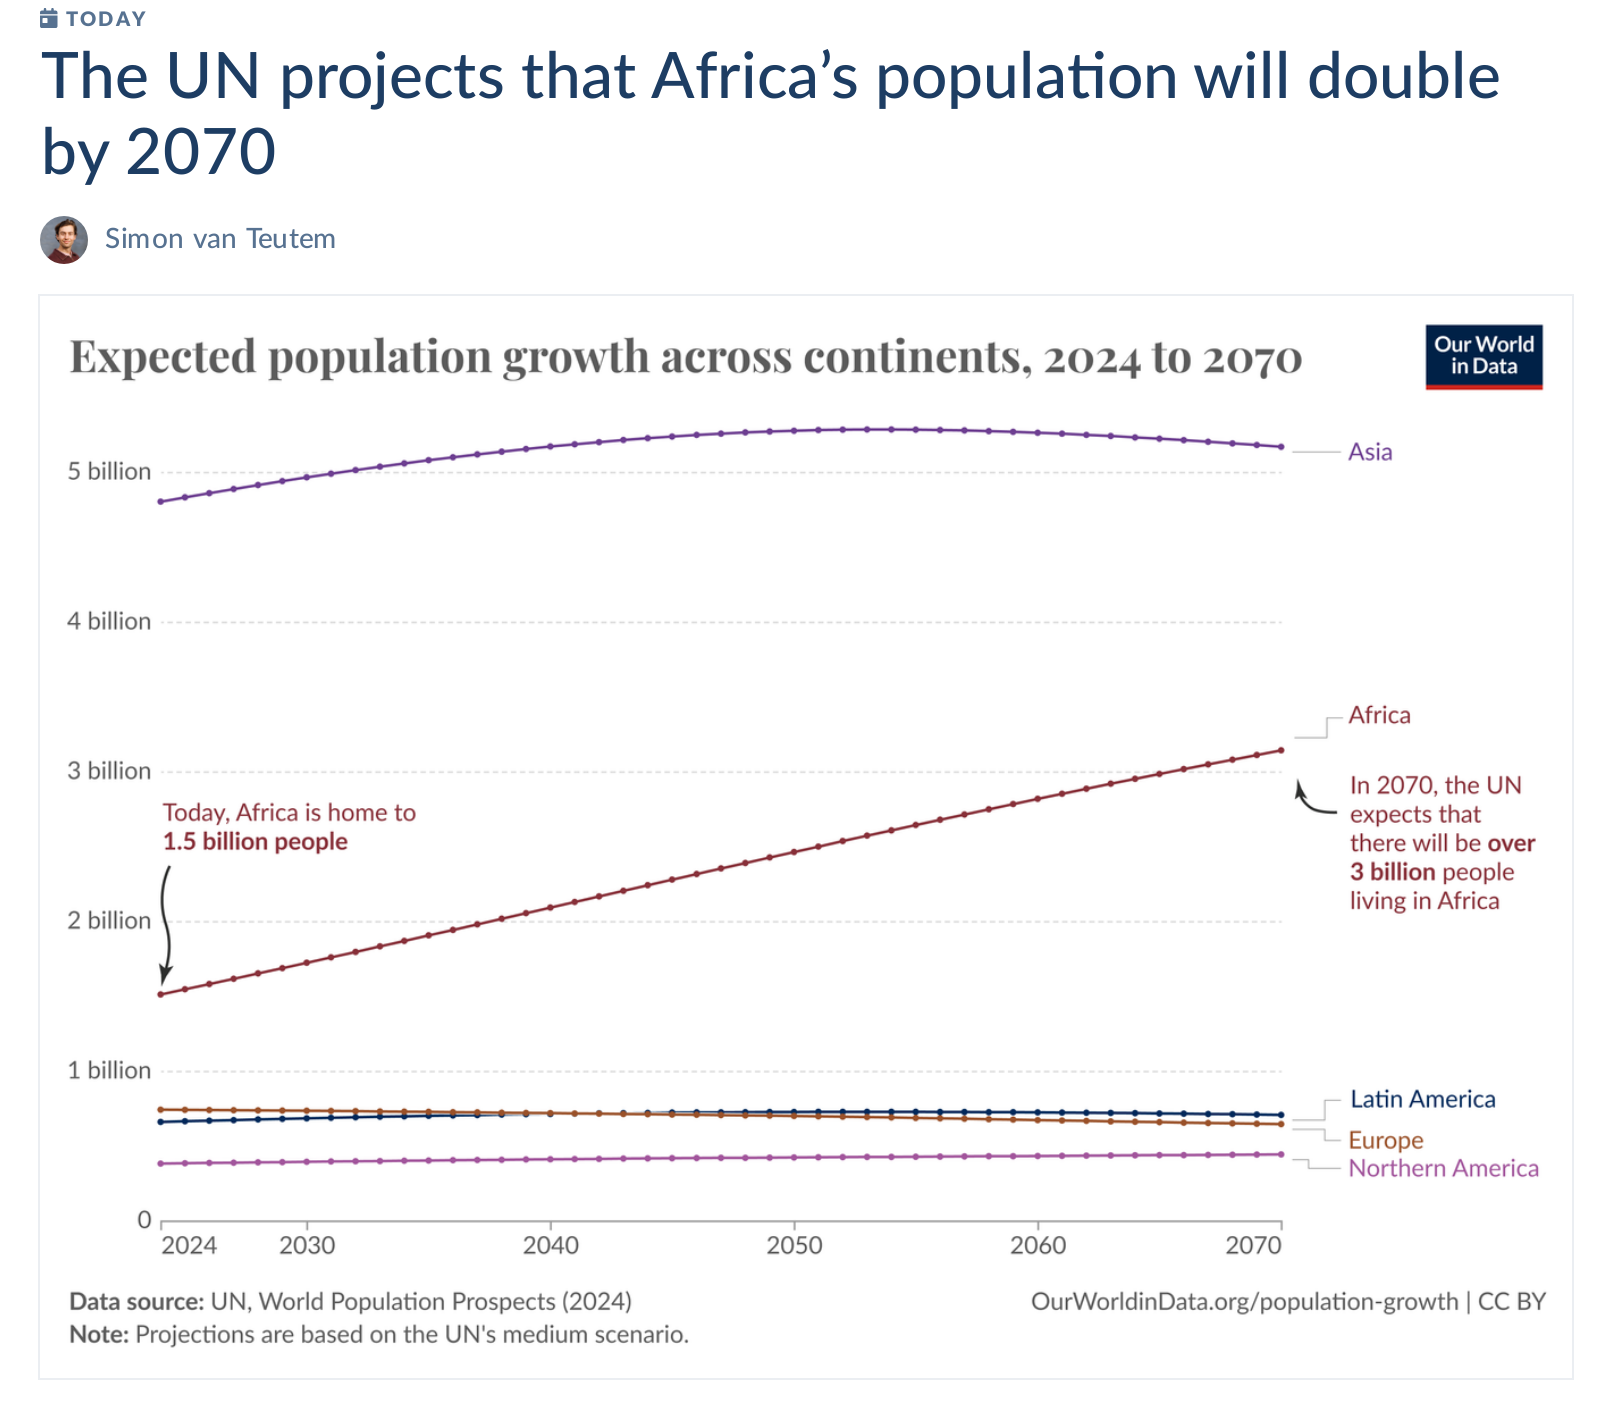 TODAY
The UN projects that Africa’s population will double
by 2070
Simon van Teutem
Expected population growth across continents, 2024 to 2070
Our World
in Data
5 billion
4 billion
3 billion
2 billion
1 billion
0
Asia
Africa
In 2070, the UN
expects that
there will be over
3 billion people
living in Africa
Today, Africa is home to
1.5 billion people
Latin America
Europe
Northern America
2024
2030
2040
2050
2060
2070
Data source: UN, World Population Prospects (2024)
OurWorldinData.org/population-growth | CC BY
Note: Projections are based on the UN's medium scenario.